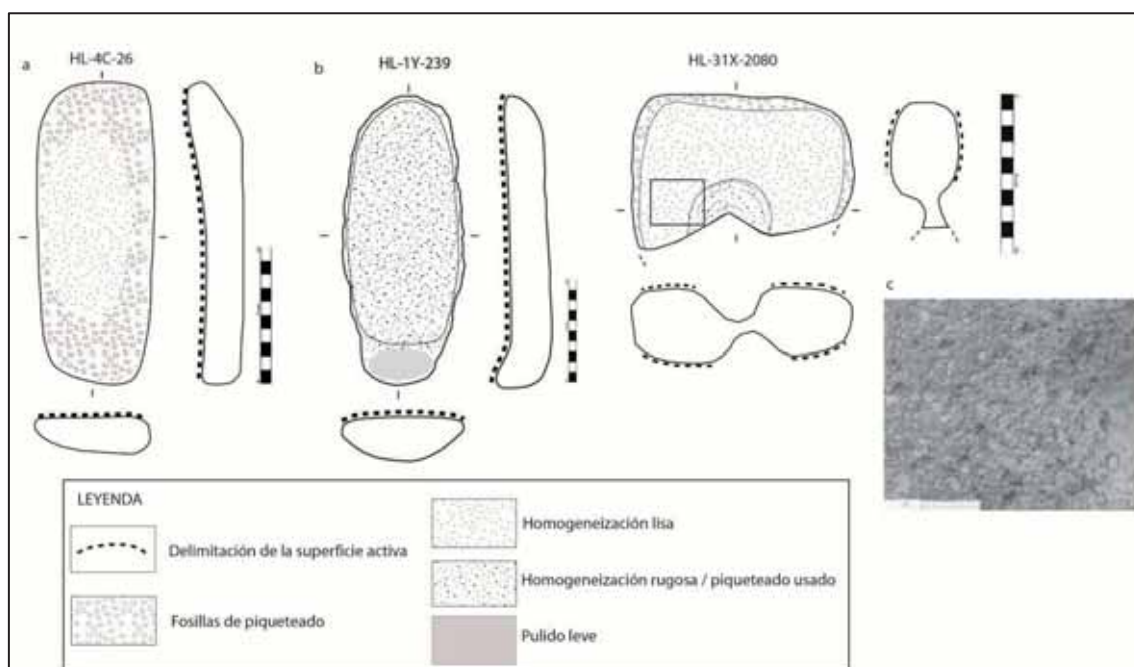 a
HL-4C-26
b
HL-1Y-239
HL-31X-2080
c
LEYENDA
Delimitación de la superficie activa
Fosillas de piqueteado
Homogeneización lisa
Homogeneización rugosa / piqueteado usado
Pulido leve